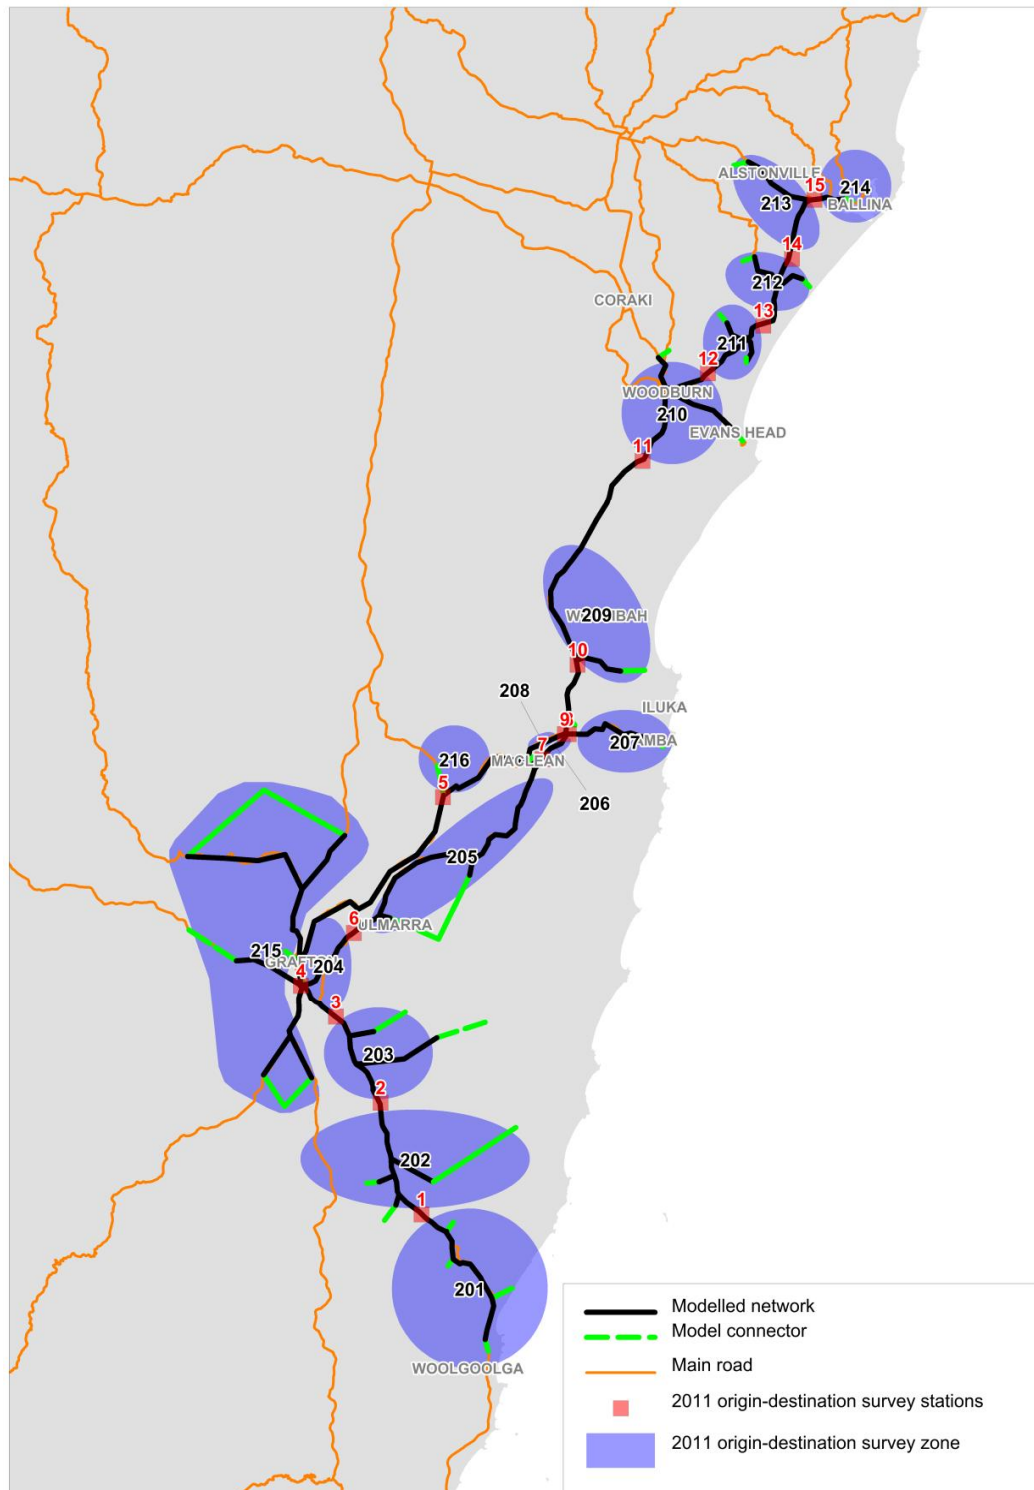 ALSTONVILLE
15
214
213
BALLINA
14
212
CORAKI
13
211
12
WOODBURN
210
EVANS HEAD
11
209
10
208
ILUKA
9
207
7
216
MACLEAN
5
206
205
6
ULMARRA
215
204
4
3
203
2
202
1
201
WOOLGOOLGA
Modelled network
Model connector
Main road
2011 origin-destination survey stations
2011 origin-destination survey zone